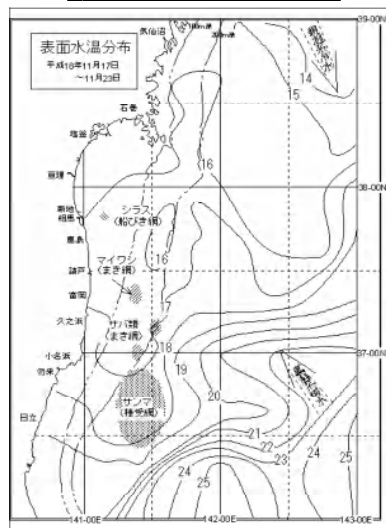 表面水温分布
平成16年11月17日
～11月23日
気仙沼
石巻
塩釜
亘理
新地
相馬
鹿島
請戸
富岡
久之浜
小名浜
勿来
日立
シラス
(船びき網)
マイワシ
(まき網)
サバ類
(まき網)
サンマ
(棒受網)
14
15
16
16
17
18
19
20
21
22
23
24
25
24
25
39-00N
38-00N
37-00N
141-00E
142-00E
143-00E